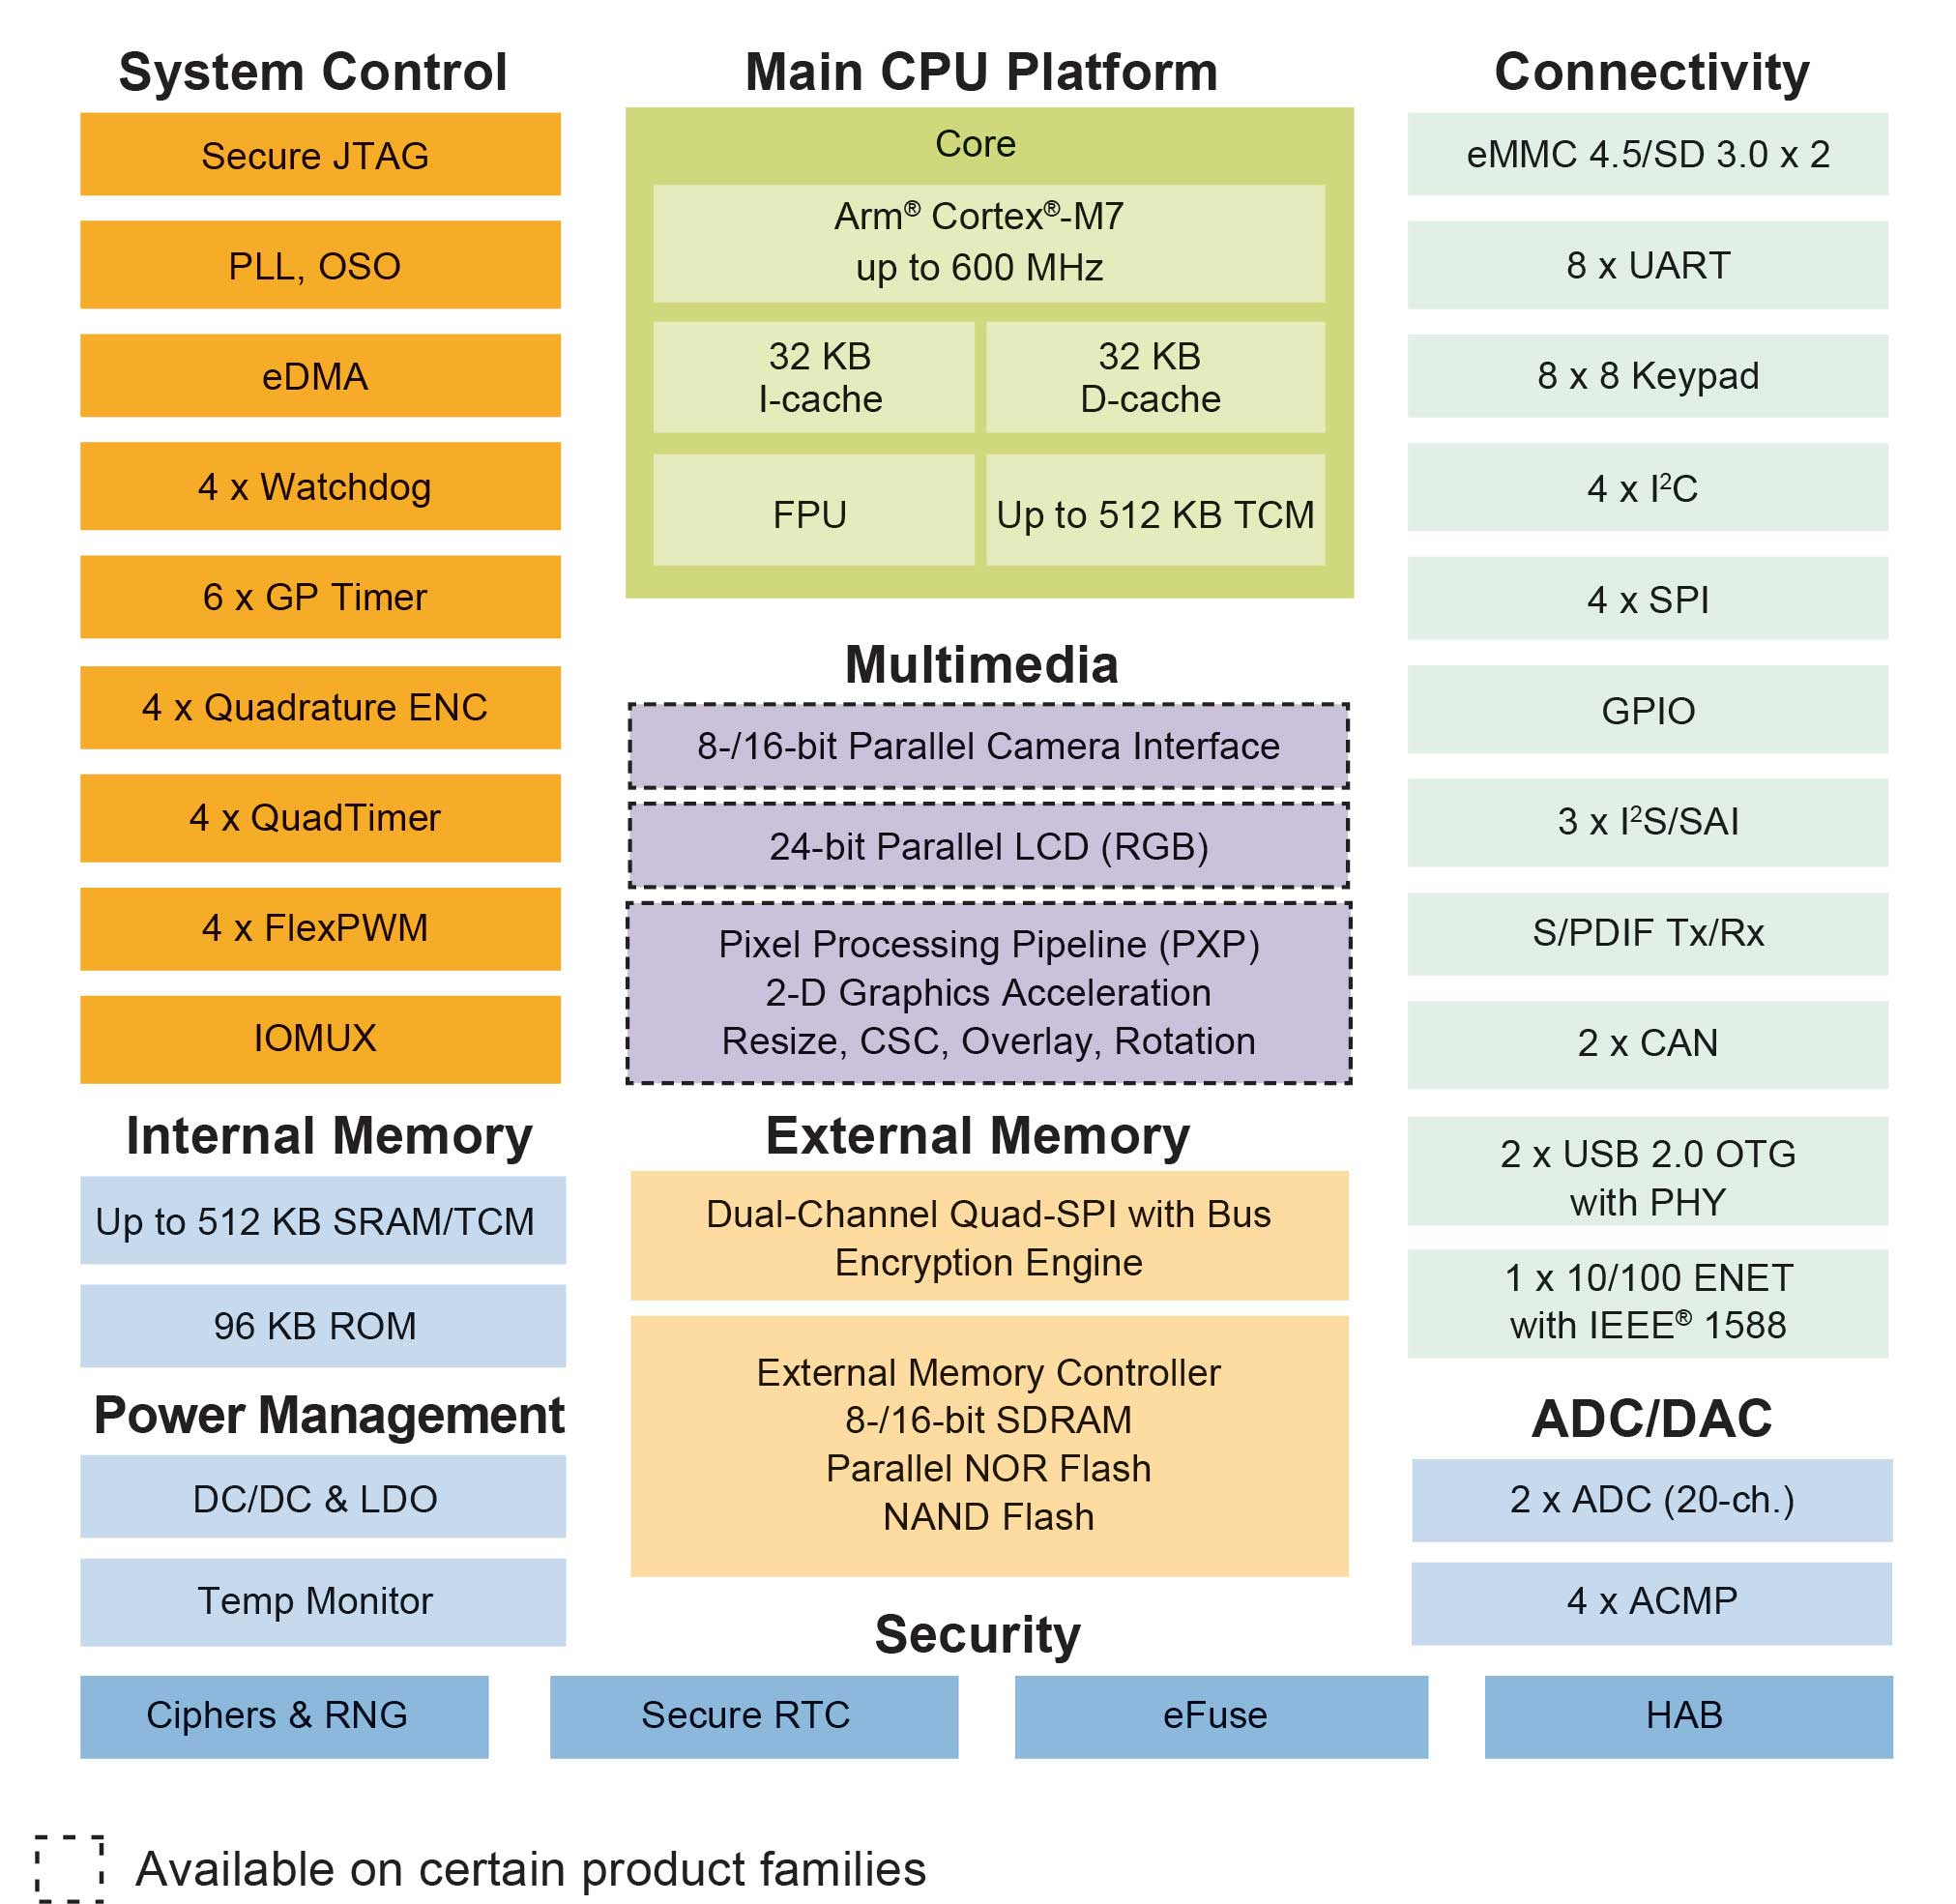 System Control
Secure JTAG
PLL, OSO
eDMA
4 x Watchdog
6 x GP Timer
4 x Quadrature ENC
4 x QuadTimer
4 x FlexPWM
IOMUX
Internal Memory
Up to 512 KB SRAM/TCM
96 KB ROM
Power Management
DC/DC & LDO
Temp Monitor
Main CPU Platform
Core
Arm® Cortex®-M7
up to 600 MHz
32 KB
I-cache
32 KB
D-cache
FPU
Up to 512 KB TCM
Multimedia
8-/16-bit Parallel Camera Interface
24-bit Parallel LCD (RGB)
Pixel Processing Pipeline (PXP)
2-D Graphics Acceleration
Resize, CSC, Overlay, Rotation
External Memory
Dual-Channel Quad-SPI with Bus
Encryption Engine
External Memory Controller
8-/16-bit SDRAM
Parallel NOR Flash
NAND Flash
Connectivity
eMMC 4.5/SD 3.0 x 2
8 x UART
8 x 8 Keypad
4 x I²C
4 x SPI
GPIO
3 x I²S/SAI
S/PDIF Tx/Rx
2 x CAN
2 x USB 2.0 OTG
with PHY
1 x 10/100 ENET
with IEEE® 1588
ADC/DAC
2 x ADC (20-ch.)
4 x ACMP
Security
Ciphers & RNG
Secure RTC
eFuse
HAB
Available on certain product families